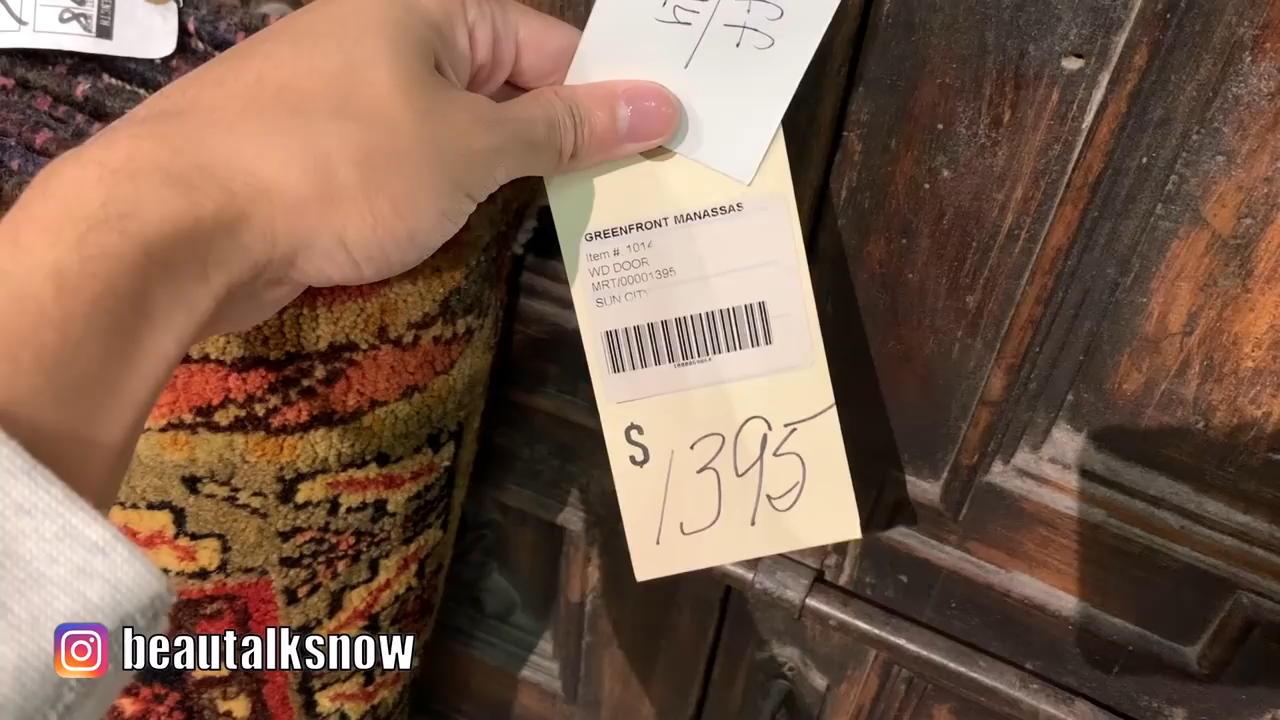 GREENFRONT MANASSAS
Item # 1014
WD DOOR
MRT/00001395
SUN CITY
$ 1395
beautalksnow